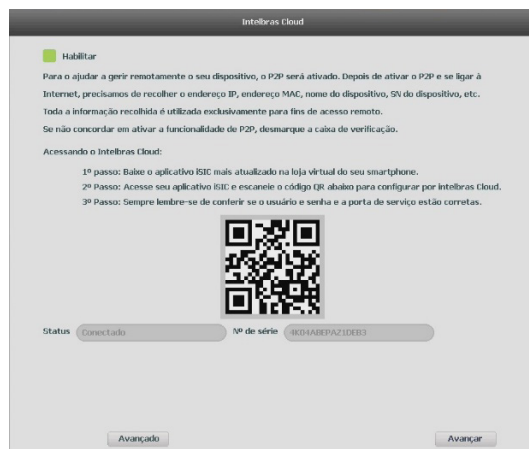 Intelbras Cloud
Habilitar
Para o ajudar a gerir remotamente o seu dispositivo, o P2P será ativado. Depois de ativar o P2P e se ligar à
Internet, precisamos de recolher o endereço IP, endereço MAC, nome do dispositivo, SN do dispositivo, etc.
Toda a informação recolhida é utilizada exclusivamente para fins de acesso remoto.
Se não concordar em ativar a funcionalidade de P2P, desmarque a caixa de verificação.
Acessando o Intelbras Cloud:
1º passo: Baixe o aplicativo iSIC mais atualizado na loja virtual do seu smartphone.
2º Passo: Acesse seu aplicativo iSIC e escaneie o código QR abaixo para configurar por intelbras Cloud.
3º Passo: Sempre lembre-se de conferir se o usuário e senha e a porta de serviço estão corretas.
Status Conectado Nº de série
Avançado Avançar